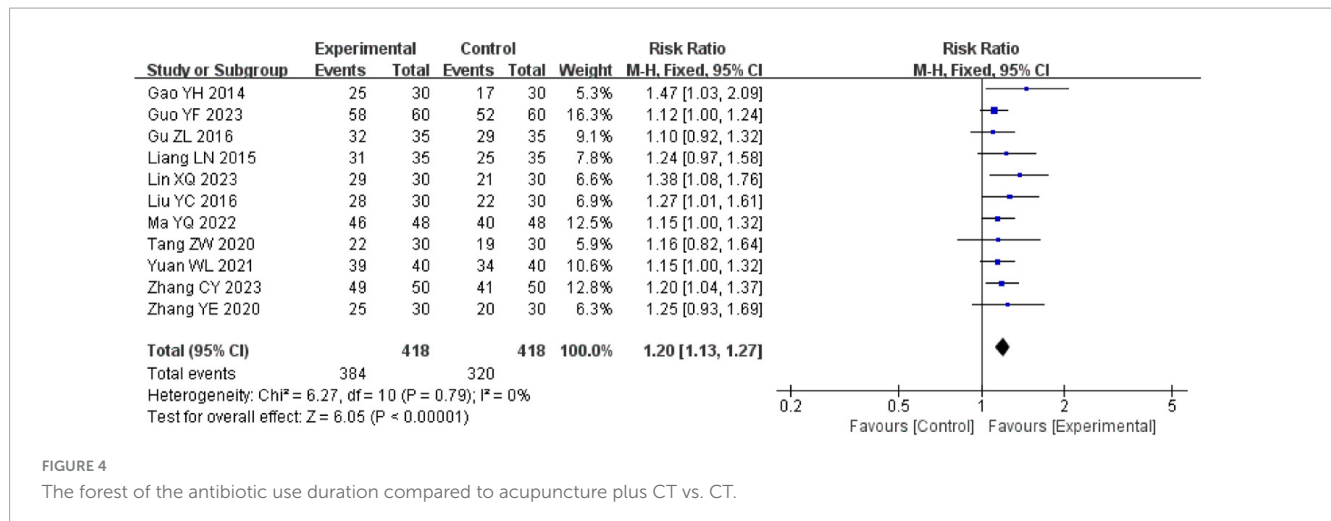 Experimental Control Risk Ratio Risk Ratio
Study or Subgroup Events Total Events Total Weight M-H, Fixed, 95% CI M-H, Fixed, 95% CI
Gao YH 2014 25 30 17 30 5.3% 1.47 [1.03, 2.09]
Guo YF 2023 58 60 52 60 16.3% 1.12 [1.00, 1.24]
Gu ZL 2016 32 35 29 35 9.1% 1.10 [0.92, 1.32]
Liang LN 2015 31 35 25 35 7.8% 1.24 [0.97, 1.58]
Lin XQ 2023 29 30 21 30 6.6% 1.38 [1.08, 1.76]
Liu YC 2016 28 30 22 30 6.9% 1.27 [1.01, 1.61]
Ma YQ 2022 46 48 40 48 12.5% 1.15 [1.00, 1.32]
Tang ZW 2020 22 30 19 30 5.9% 1.16 [0.82, 1.64]
Yuan WL 2021 39 40 34 40 10.6% 1.15 [1.00, 1.32]
Zhang CY 2023 49 50 41 50 12.8% 1.20 [1.04, 1.37]
Zhang YE 2020 25 30 20 30 6.3% 1.25 [0.93, 1.69]
Total (95% CI) 418 418 100.0% 1.20 [1.13, 1.27]
Total events 384 320
Heterogeneity: Chi² = 6.27, df = 10 (P = 0.79); I² = 0%
Test for overall effect: Z = 6.05 (P < 0.00001)
0.2 0.5 1 2 5
Favours [Control] Favours [Experimental]
FIGURE 4
The forest of the antibiotic use duration compared to acupuncture plus CT vs. CT.